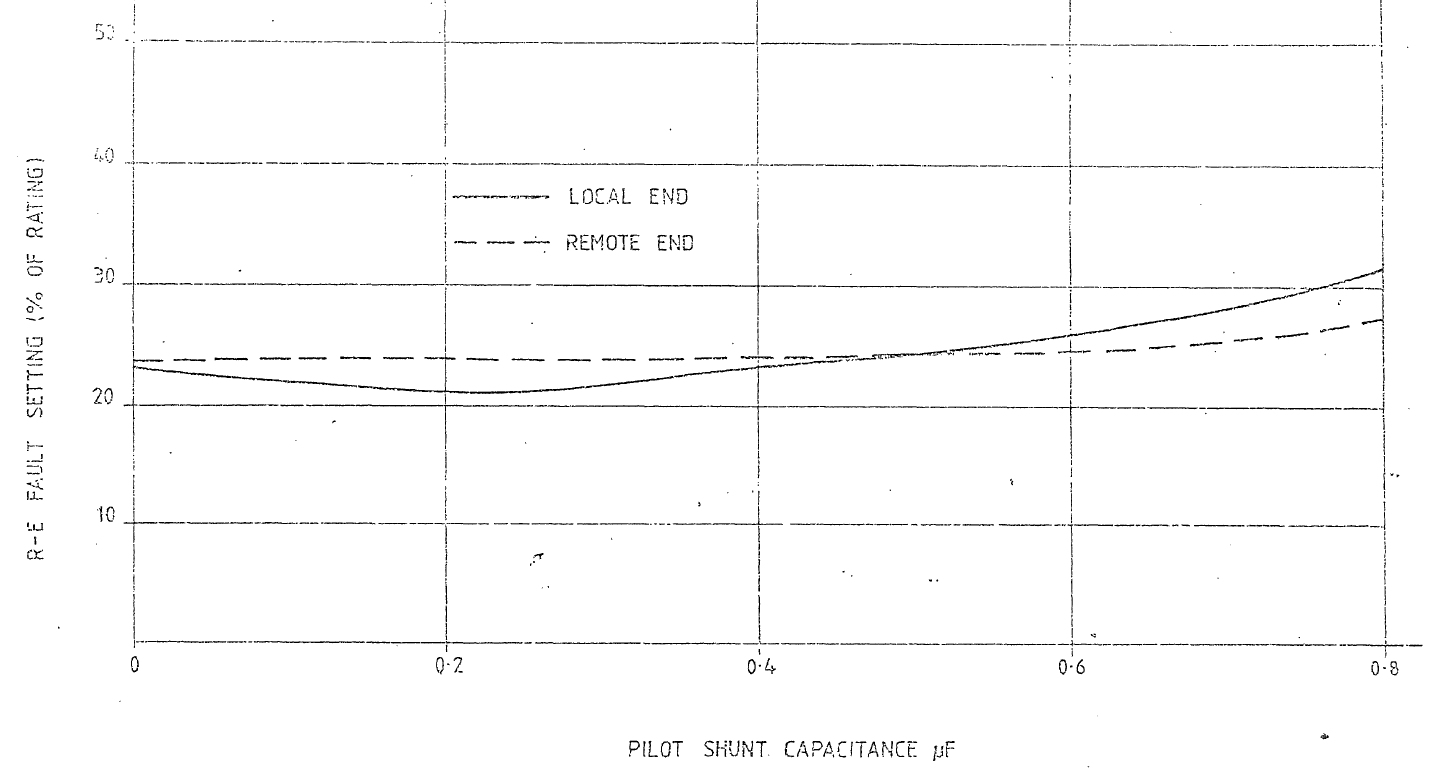 50
40
LOCAL END
REMOTE END
30
20
10
R-E FAULT SETTING (% OF RATING)
0
0·2
0·4
0·6
0·8
PILOT SHUNT CAPACITANCE µF